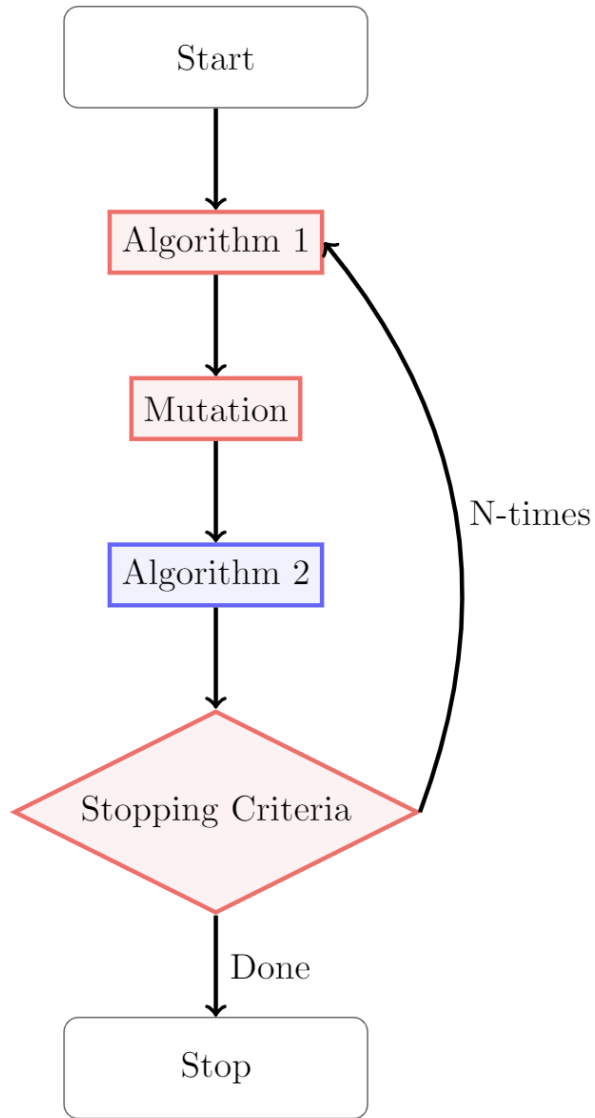 Start
Algorithm 1
Mutation
N-times
Algorithm 2
Stopping Criteria
Done
Stop